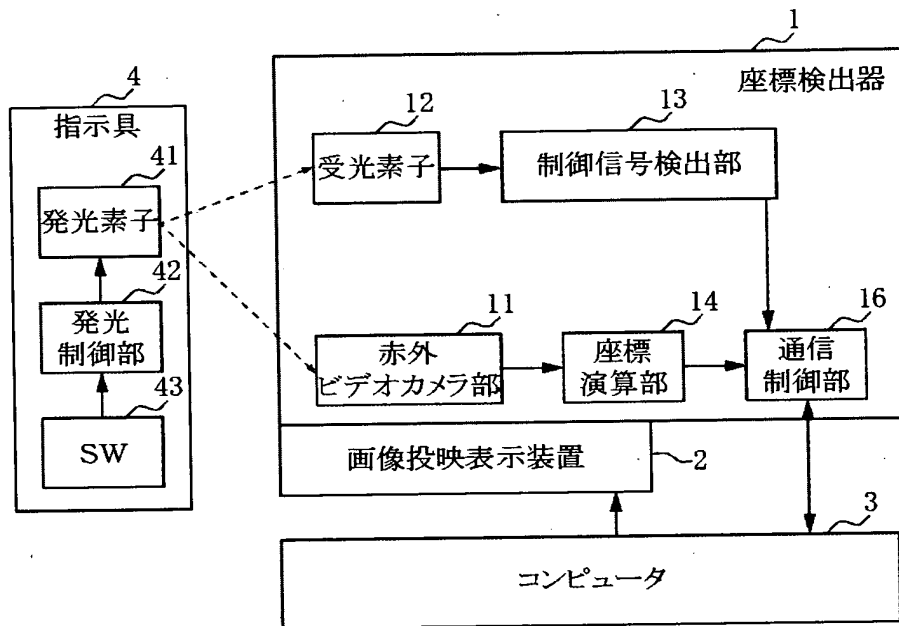 1
座標検出器
4
指示具
12
13
41
受光素子
制御信号検出部
発光素子
42
11
14
16
発光
制御部
赤外
ビデオカメラ部
座標
演算部
通信
制御部
43
SW
画像投映表示装置
2
3
コンピュータ